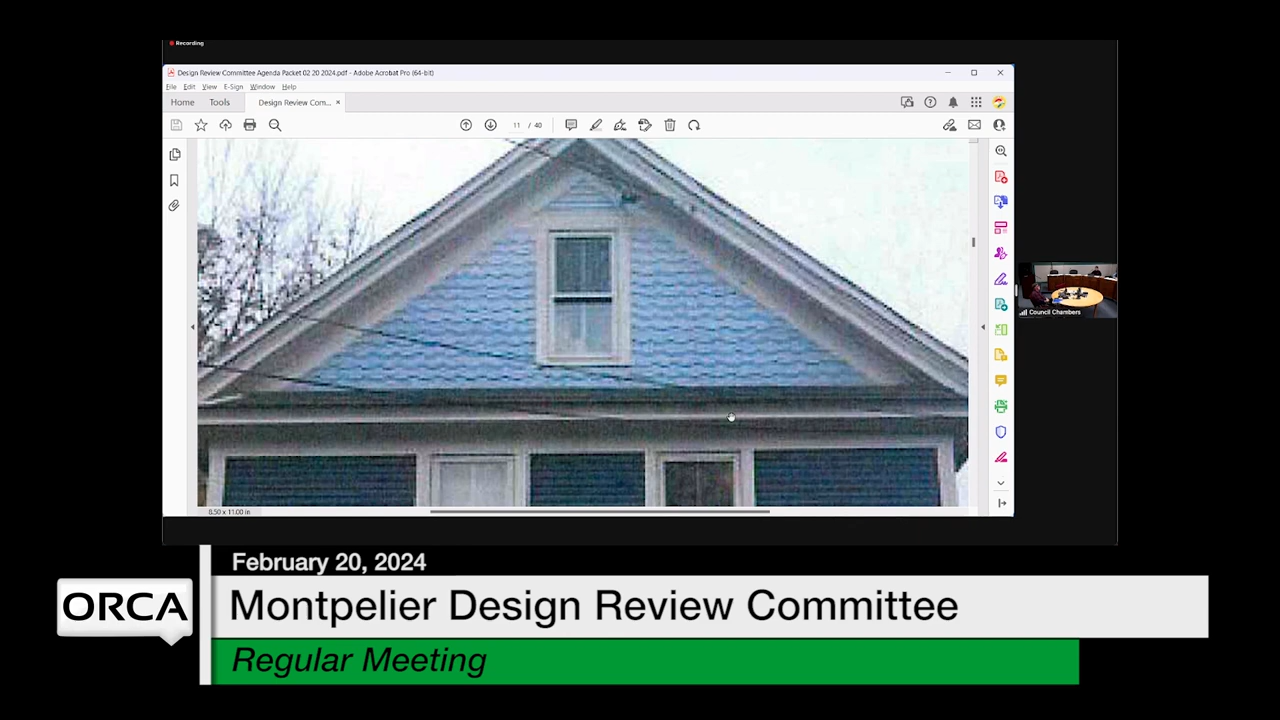 Recording
Design Review Committee Agenda Packet 02 20 2024.pdf - Adobe Acrobat Pro (64-bit)
File Edit View E-Sign Window Help
Home Tools Design Review Com... ×
11 / 40
8.50 x 11.00 in
Council Chambers
February 20, 2024
ORCA
Montpelier Design Review Committee
Regular Meeting